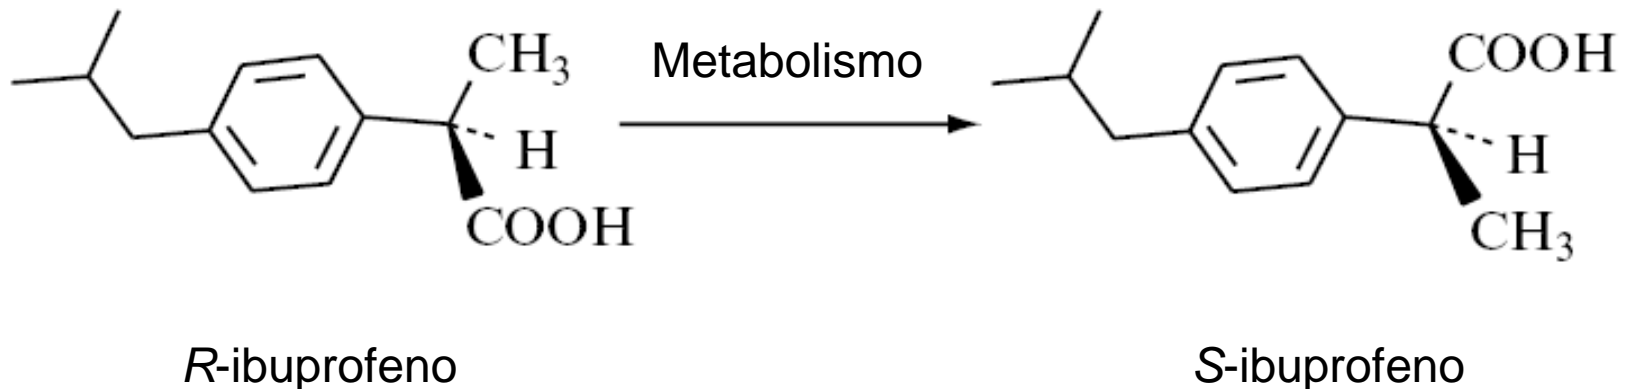 CH₃
Metabolismo
COOH
H
H
COOH
CH₃
R-ibuprofeno
S-ibuprofeno